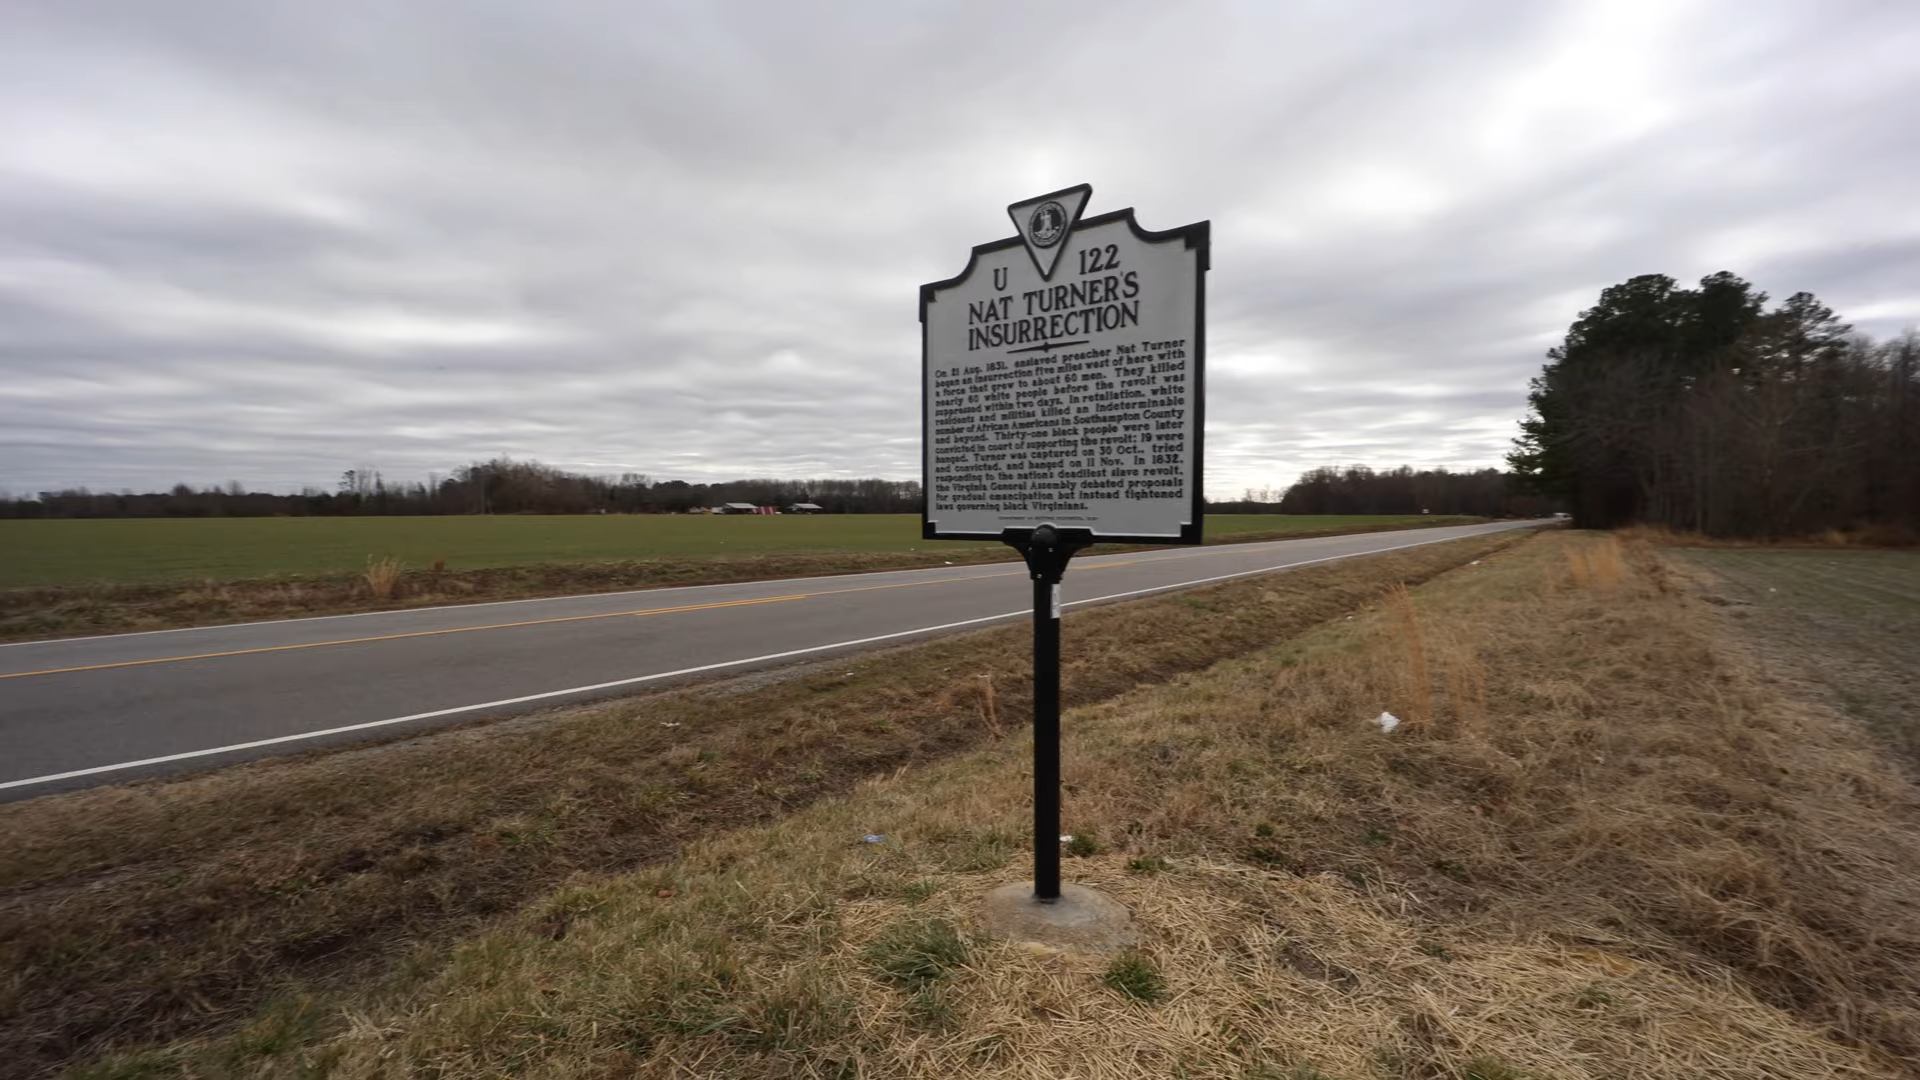 U 122
NAT TURNER'S
INSURRECTION
On 21 Aug. 1831, enslaved preacher Nat Turner
began an insurrection five miles west of here with
a force that grew to about 60 men. They killed
nearly 60 white people before the revolt was
suppressed within two days. In retaliation, white
residents and militias killed an indeterminable
number of African Americans in Southampton County
and beyond. Thirty-one black people were later
convicted in court of supporting the revolt; 19 were
hanged. Turner was captured on 30 Oct., tried
and convicted, and hanged on 11 Nov. In 1832,
responding to the nation's deadliest slave revolt,
the Virginia General Assembly debated proposals
for gradual emancipation but instead tightened
laws governing black Virginians.
DEPARTMENT OF HISTORIC RESOURCES,